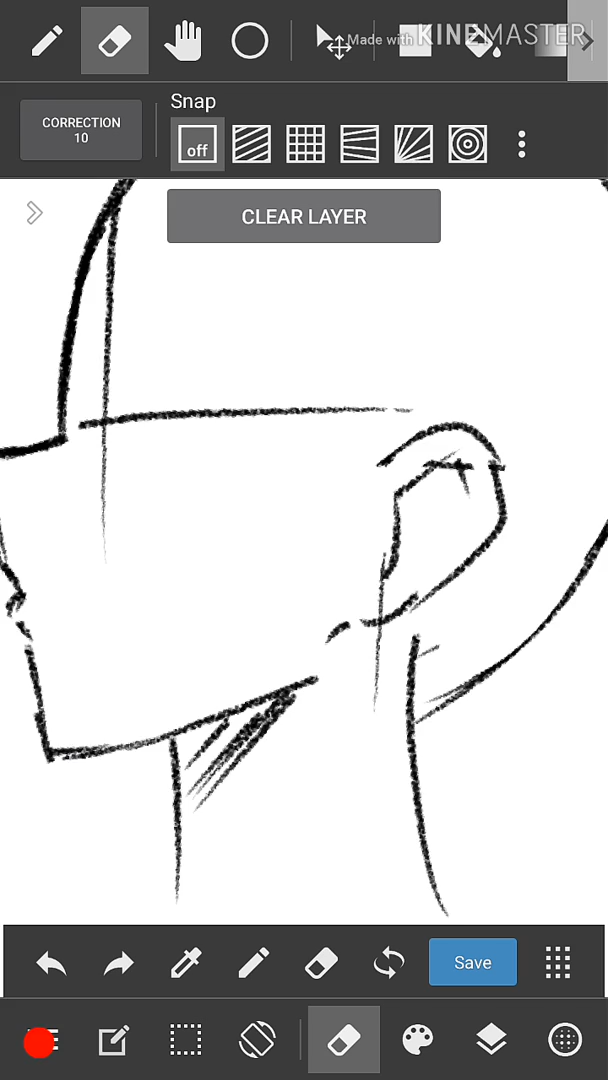 Made with KINEMASTER
CORRECTION
10
Snap
off
CLEAR LAYER
Save